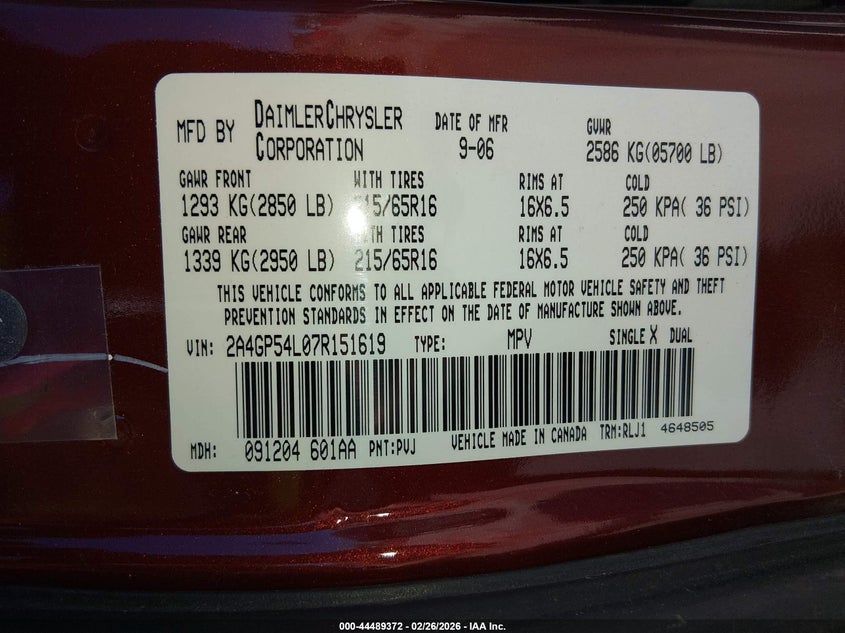 MFD BY DAIMLERCHRYSLER CORPORATION DATE OF MFR 9-06 GVWR 2586 KG(05700 LB)
GAWR FRONT WITH TIRES RIMS AT COLD
1293 KG(2850 LB) 215/65R16 16X6.5 250 KPA( 36 PSI)
GAWR REAR WITH TIRES RIMS AT COLD
1339 KG(2950 LB) 215/65R16 16X6.5 250 KPA( 36 PSI)
THIS VEHICLE CONFORMS TO ALL APPLICABLE FEDERAL MOTOR VEHICLE SAFETY AND THEFT
PREVENTION STANDARDS IN EFFECT ON THE DATE OF MANUFACTURE SHOWN ABOVE.
VIN: 2A4GP54L07R151619 TYPE: MPV SINGLE X DUAL
MDH: 091204 601AA PNT:PVJ VEHICLE MADE IN CANADA TRM:RLJ1 4648505
000-44489372 - 02/26/2026 - IAA Inc.